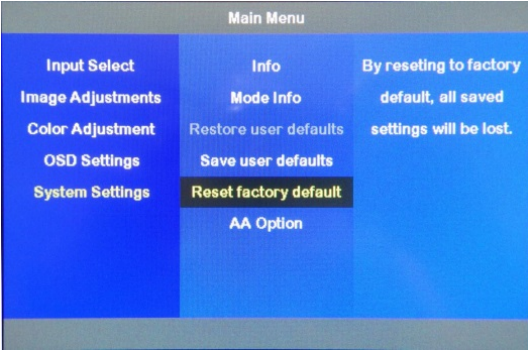 Main Menu
Input Select
Image Adjustments
Color Adjustment
OSD Settings
System Settings
Info
Mode Info
Restore user defaults
Save user defaults
Reset factory default
AA Option
By reseting to factory
default, all saved
settings will be lost.